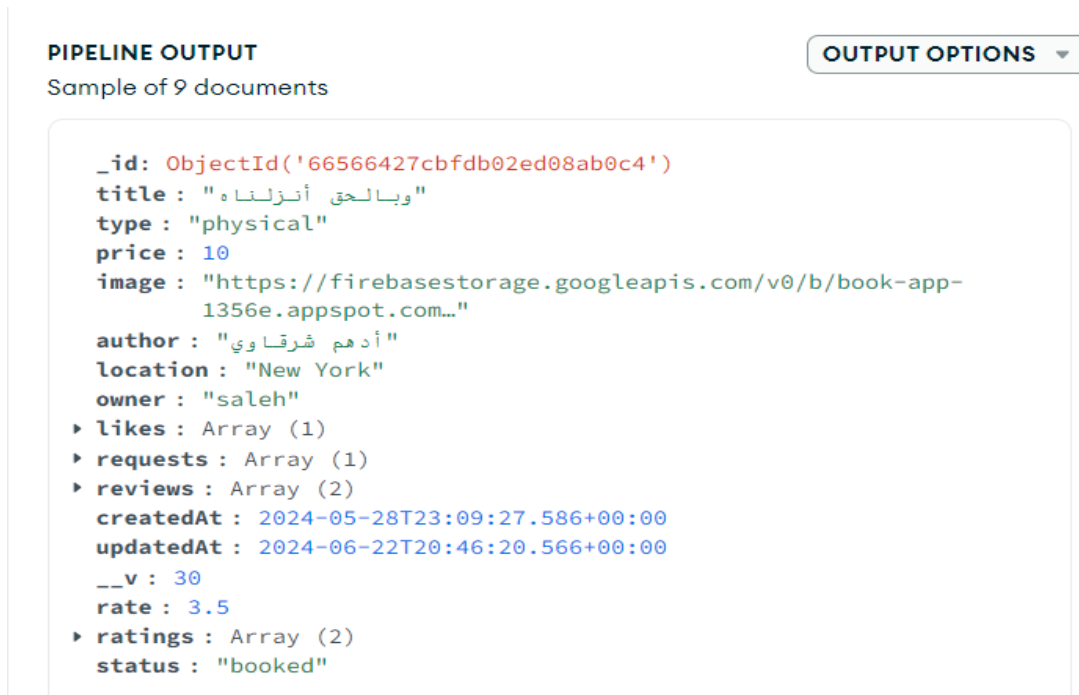 PIPELINE OUTPUT
OUTPUT OPTIONS
Sample of 9 documents
_id: ObjectId('66566427cbfdb02ed08ab0c4')
title : "وبالحق أنزلناه"
type : "physical"
price : 10
image : "https://firebasestorage.googleapis.com/v0/b/book-app-
1356e.appspot.com…"
author : "أدهم شرقاوي"
location : "New York"
owner : "saleh"
likes : Array (1)
requests : Array (1)
reviews : Array (2)
createdAt : 2024-05-28T23:09:27.586+00:00
updatedAt : 2024-06-22T20:46:20.566+00:00
__v : 30
rate : 3.5
ratings : Array (2)
status : "booked"